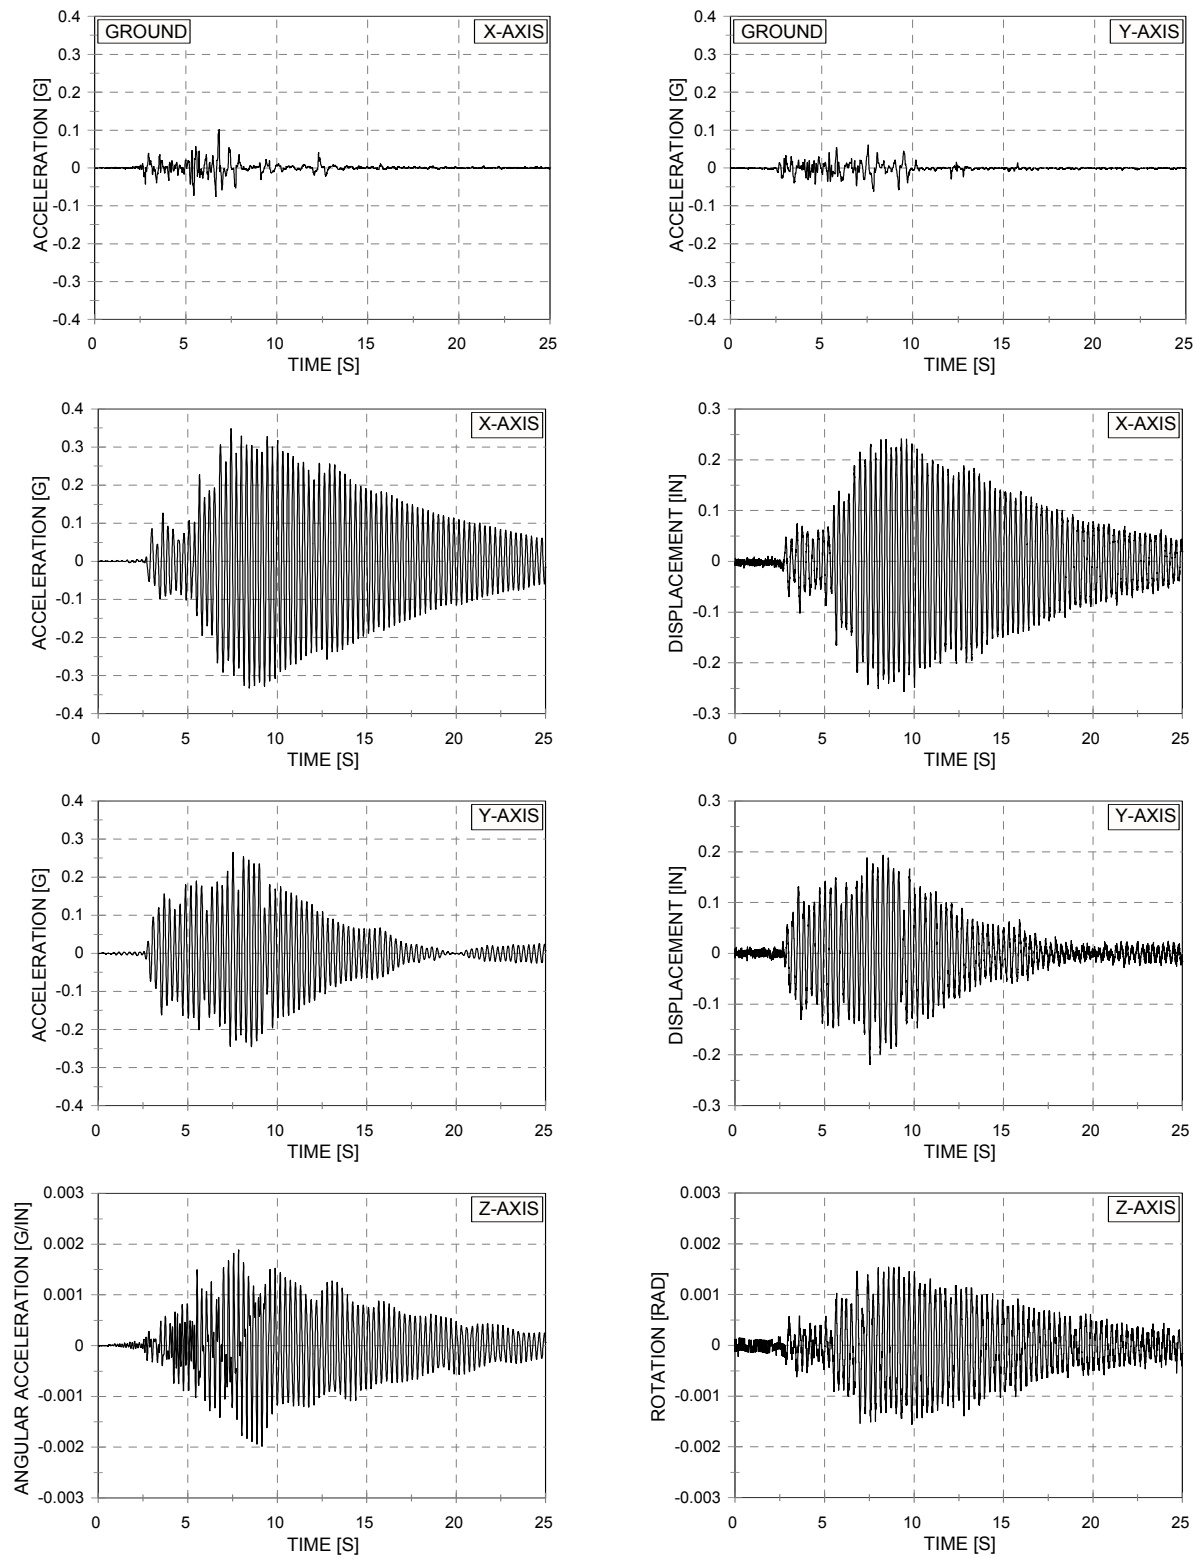 GROUND X-AXIS
0.4
0.3
0.2
0.1
0
-0.1
-0.2
-0.3
-0.4
ACCELERATION [G]
0 5 10 15 20 25
TIME [S]
GROUND Y-AXIS
0.4
0.3
0.2
0.1
0
-0.1
-0.2
-0.3
-0.4
ACCELERATION [G]
0 5 10 15 20 25
TIME [S]
X-AXIS
0.4
0.3
0.2
0.1
0
-0.1
-0.2
-0.3
-0.4
ACCELERATION [G]
0 5 10 15 20 25
TIME [S]
X-AXIS
0.3
0.2
0.1
0
-0.1
-0.2
-0.3
DISPLACEMENT [IN]
0 5 10 15 20 25
TIME [S]
Y-AXIS
0.4
0.3
0.2
0.1
0
-0.1
-0.2
-0.3
-0.4
ACCELERATION [G]
0 5 10 15 20 25
TIME [S]
Y-AXIS
0.3
0.2
0.1
0
-0.1
-0.2
-0.3
DISPLACEMENT [IN]
0 5 10 15 20 25
TIME [S]
Z-AXIS
0.003
0.002
0.001
0
-0.001
-0.002
-0.003
ANGULAR ACCELERATION [G/IN]
0 5 10 15 20 25
TIME [S]
Z-AXIS
0.003
0.002
0.001
0
-0.001
-0.002
-0.003
ROTATION [RAD]
0 5 10 15 20 25
TIME [S]